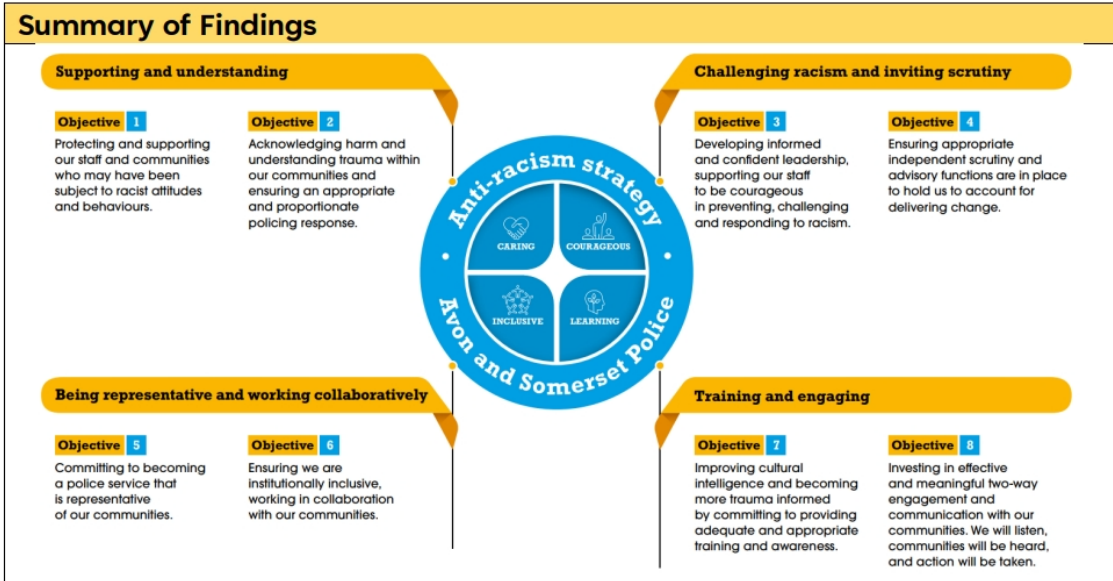 Summary of Findings
Supporting and understanding
Objective 1
Protecting and supporting
our staff and communities
who may have been
subject to racist attitudes
and behaviours.
Objective 2
Acknowledging harm and
understanding trauma within
our communities and
ensuring an appropriate
and proportionate
policing response.
Challenging racism and inviting scrutiny
Objective 3
Developing informed
and confident leadership,
supporting our staff
to be courageous
in preventing, challenging
and responding to racism.
Objective 4
Ensuring appropriate
independent scrutiny and
advisory functions are in place
to hold us to account for
delivering change.
Anti-racism strategy
CARING
COURAGEOUS
INCLUSIVE
LEARNING
Avon and Somerset Police
Being representative and working collaboratively
Objective 5
Committing to becoming
a police service that
is representative
of our communities.
Objective 6
Ensuring we are
institutionally inclusive,
working in collaboration
with our communities.
Training and engaging
Objective 7
Improving cultural
intelligence and becoming
more trauma informed
by committing to providing
adequate and appropriate
training and awareness.
Objective 8
Investing in effective
and meaningful two-way
engagement and
communication with our
communities. We will listen,
communities will be heard,
and action will be taken.